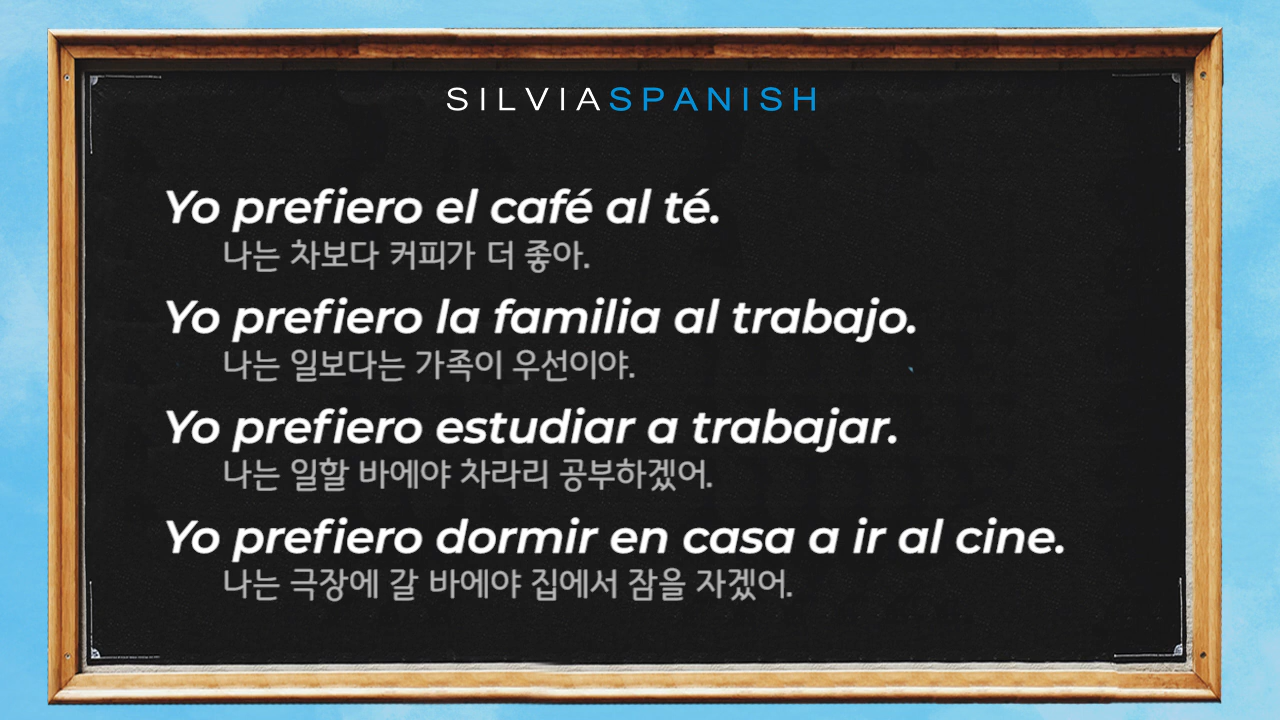 SILVIASPANISH
Yo prefiero el café al té.
나는 차보다 커피가 더 좋아.
Yo prefiero la familia al trabajo.
나는 일보다는 가족이 우선이야.
Yo prefiero estudiar a trabajar.
나는 일할 바에야 차라리 공부하겠어.
Yo prefiero dormir en casa a ir al cine.
나는 극장에 갈 바에야 집에서 잠을 자겠어.